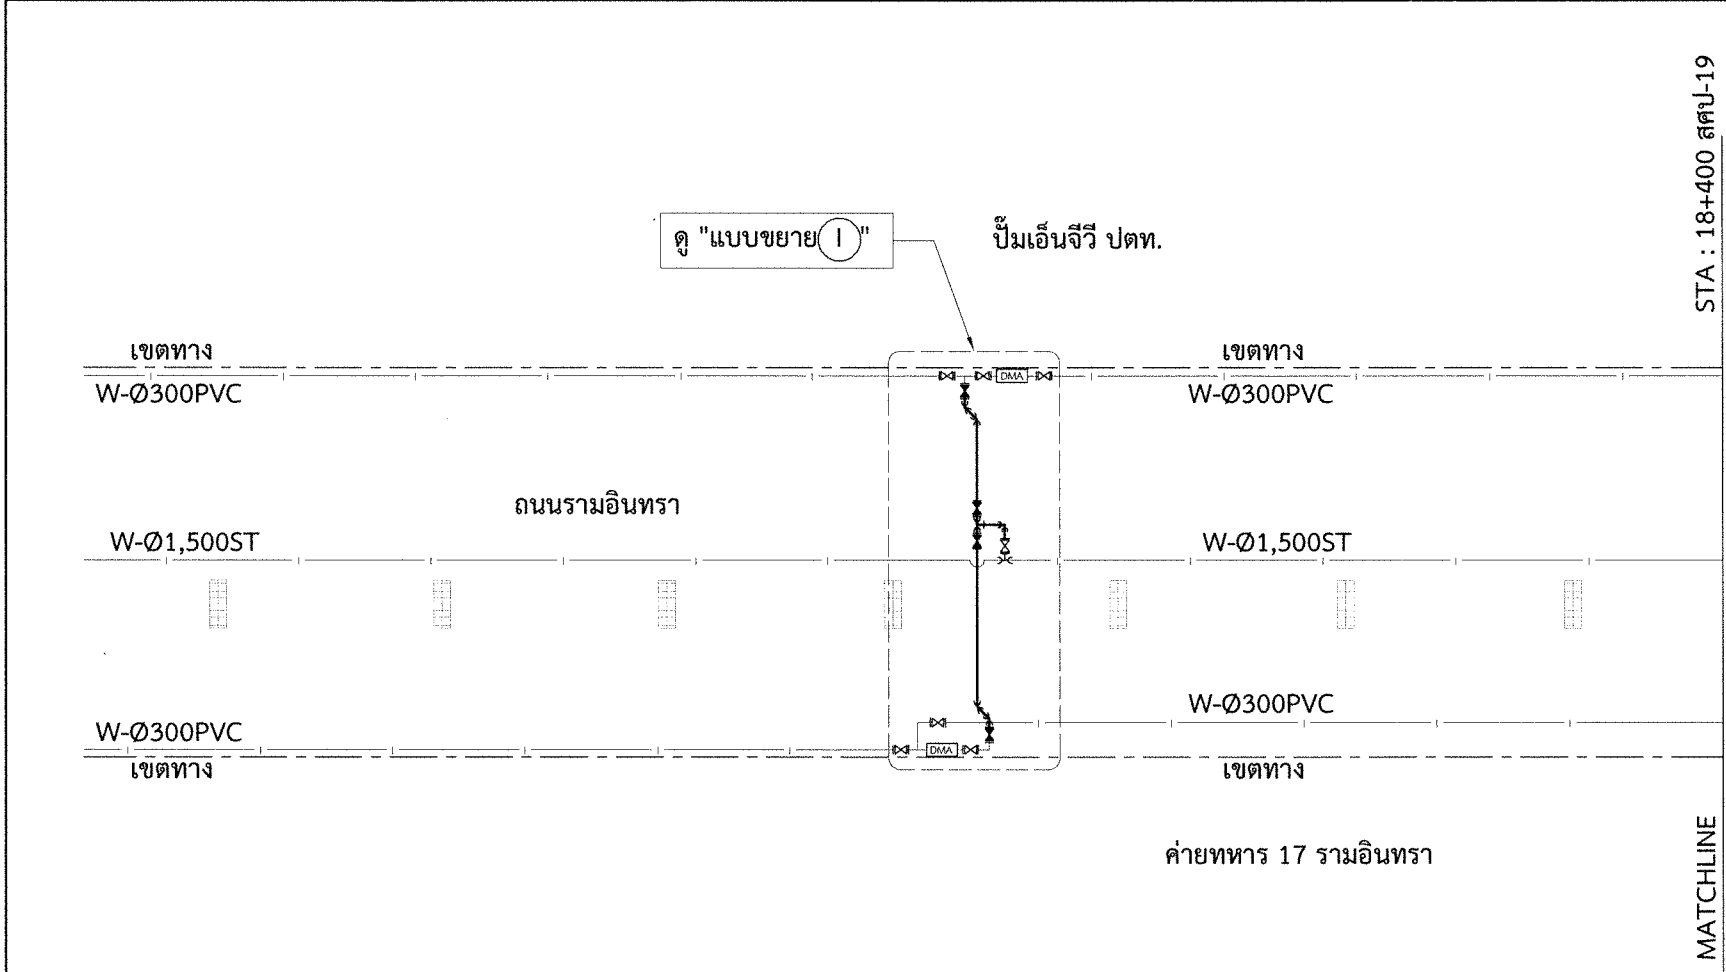 STA : 18+400 สศป-19
ดู "แบบขยาย I "
ปั๊มเอ็นจีวี ปตท.
เขตทาง
เขตทาง
W-Ø300PVC
DMA
W-Ø300PVC
ถนนรามอินทรา
W-Ø1,500ST
W-Ø1,500ST
W-Ø300PVC
W-Ø300PVC
DMA
เขตทาง
เขตทาง
ค่ายทหาร 17 รามอินทรา
MATCHLINE